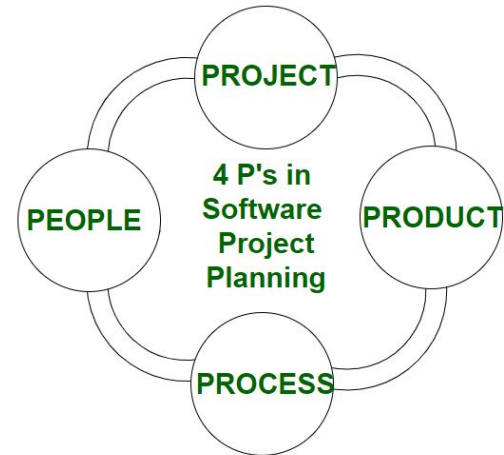 PROJECT
4 P's in
Software
Project
Planning
PEOPLE
PRODUCT
PROCESS